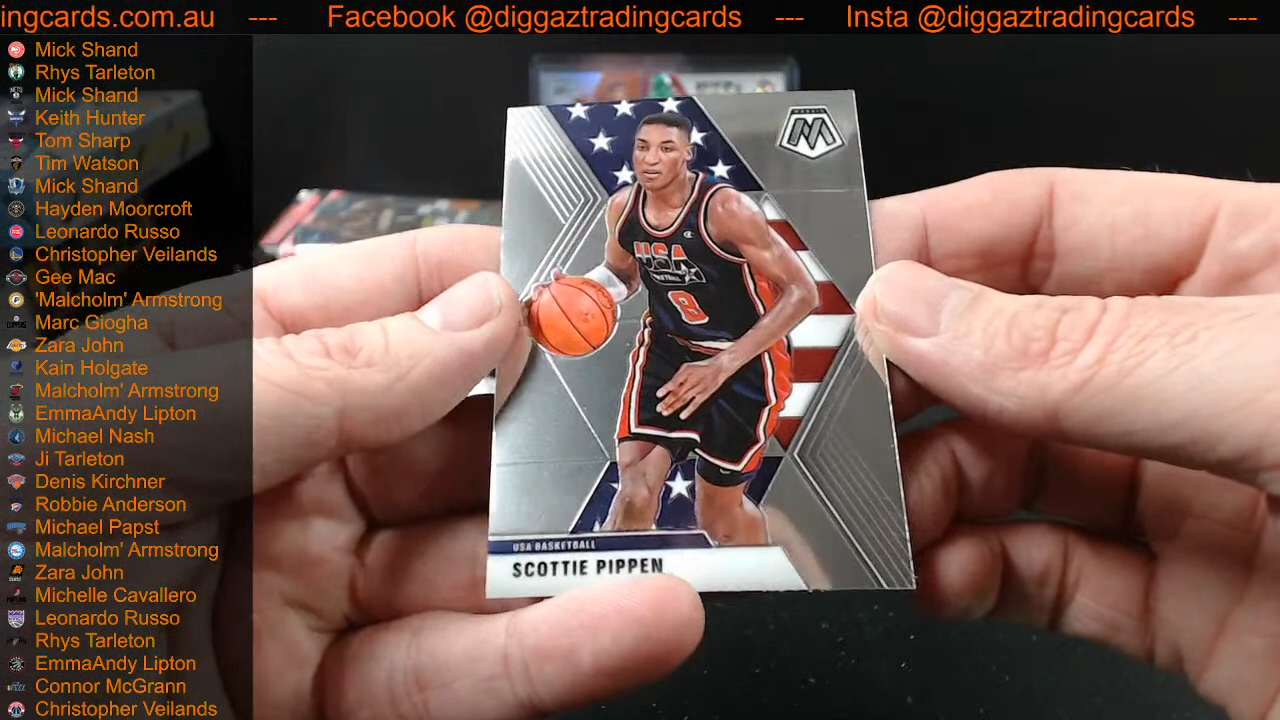 ingcards.com.au --- Facebook @diggaztradingcards --- Insta @diggaztradingcards ---
Mick Shand
Rhys Tarleton
Mick Shand
Keith Hunter
Tom Sharp
Tim Watson
Mick Shand
Hayden Moorcroft
Leonardo Russo
Christopher Veilands
Gee Mac
'Malcholm' Armstrong
Marc Giogha
Zara John
Kain Holgate
Malcholm' Armstrong
EmmaAndy Lipton
Michael Nash
Ji Tarleton
Denis Kirchner
Robbie Anderson
Michael Papst
Malcholm' Armstrong
Zara John
Michelle Cavallero
Leonardo Russo
Rhys Tarleton
EmmaAndy Lipton
Connor McGrann
Christopher Veilands
MOSAIC
M
USA
BASKETBALL
8
USA BASKETBALL
SCOTTIE PIPPEN